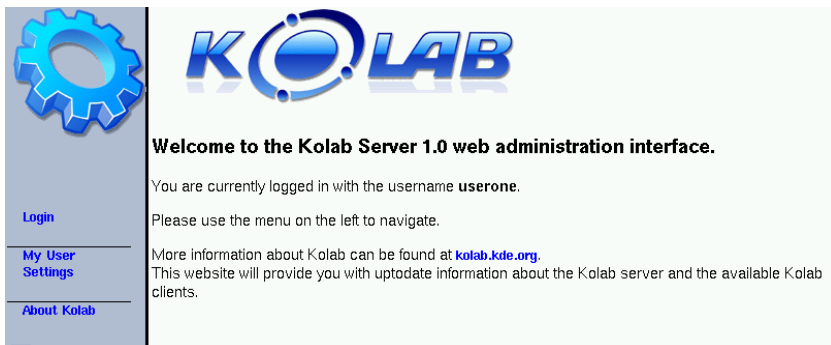 KOLAB
Welcome to the Kolab Server 1.0 web administration interface.
You are currently logged in with the username userone.
Please use the menu on the left to navigate.
More information about Kolab can be found at kolab.kde.org.
This website will provide you with uptodate information about the Kolab server and the available Kolab
clients.
Login
My User
Settings
About Kolab